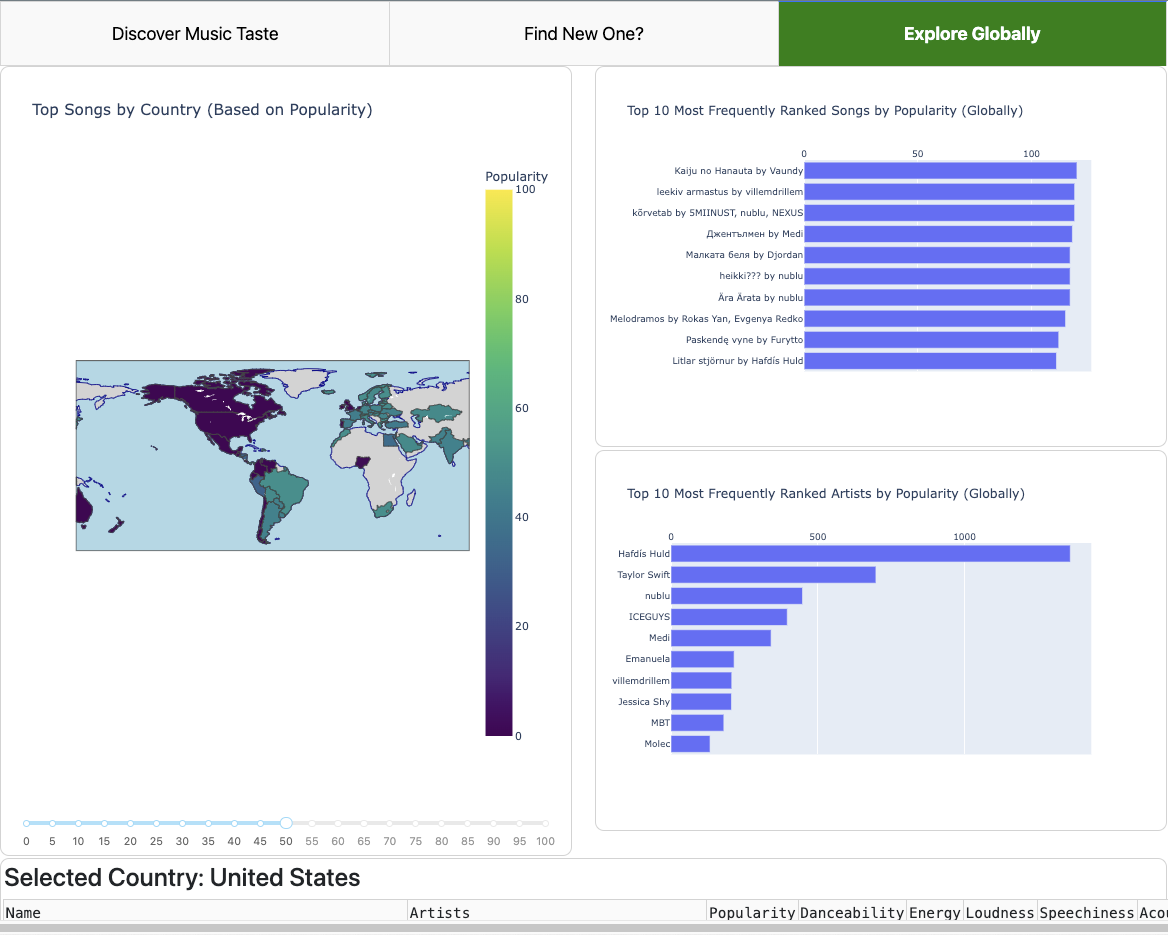 Discover Music Taste
Find New One?
Explore Globally
Top Songs by Country (Based on Popularity)
Popularity
100
80
60
40
20
0
0 5 10 15 20 25 30 35 40 45 50 55 60 65 70 75 80 85 90 95 100
Top 10 Most Frequently Ranked Songs by Popularity (Globally)
0 50 100
Kaiju no Hanauta by Vaundy
leekiv armastus by villemdrillem
kõrvetab by 5MIINUST, nublu, NEXUS
Джентълмен by Medi
Малката беля by Djordan
heikki??? by nublu
Ära Ärata by nublu
Melodramos by Rokas Yan, Evgenya Redko
Paskendę vyne by Furytto
Litlar stjörnur by Hafdís Huld
Top 10 Most Frequently Ranked Artists by Popularity (Globally)
0 500 1000
Hafdís Huld
Taylor Swift
nublu
ICEGUYS
Medi
Emanuela
villemdrillem
Jessica Shy
MBT
Molec
Selected Country: United States
Name Artists Popularity Danceability Energy Loudness Speechiness Acou